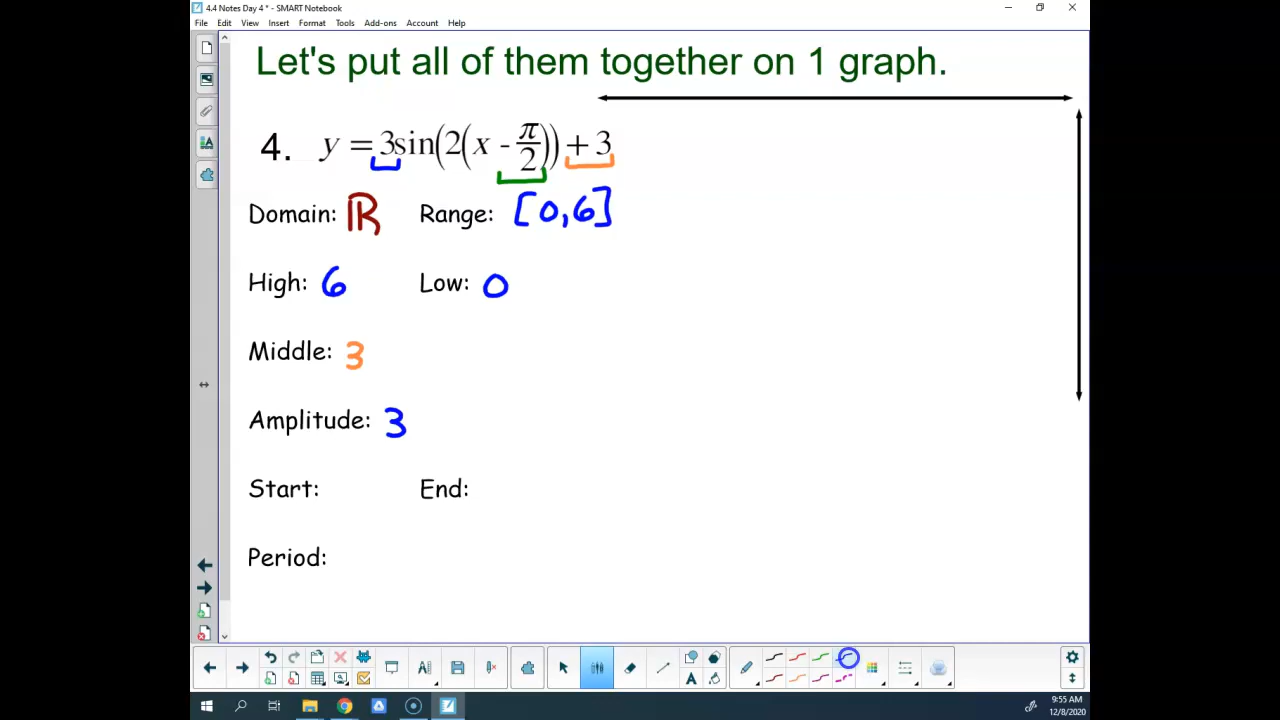 4.4 Notes Day 4 * - SMART Notebook
File Edit View Insert Format Tools Add-ons Account Help
Let's put all of them together on 1 graph.
4. y = 3sin(2(x - π/2)) + 3
Domain: ℝ Range: [0,6]
High: 6 Low: 0
Middle: 3
Amplitude: 3
Start: End:
Period:
9:55 AM
12/8/2020